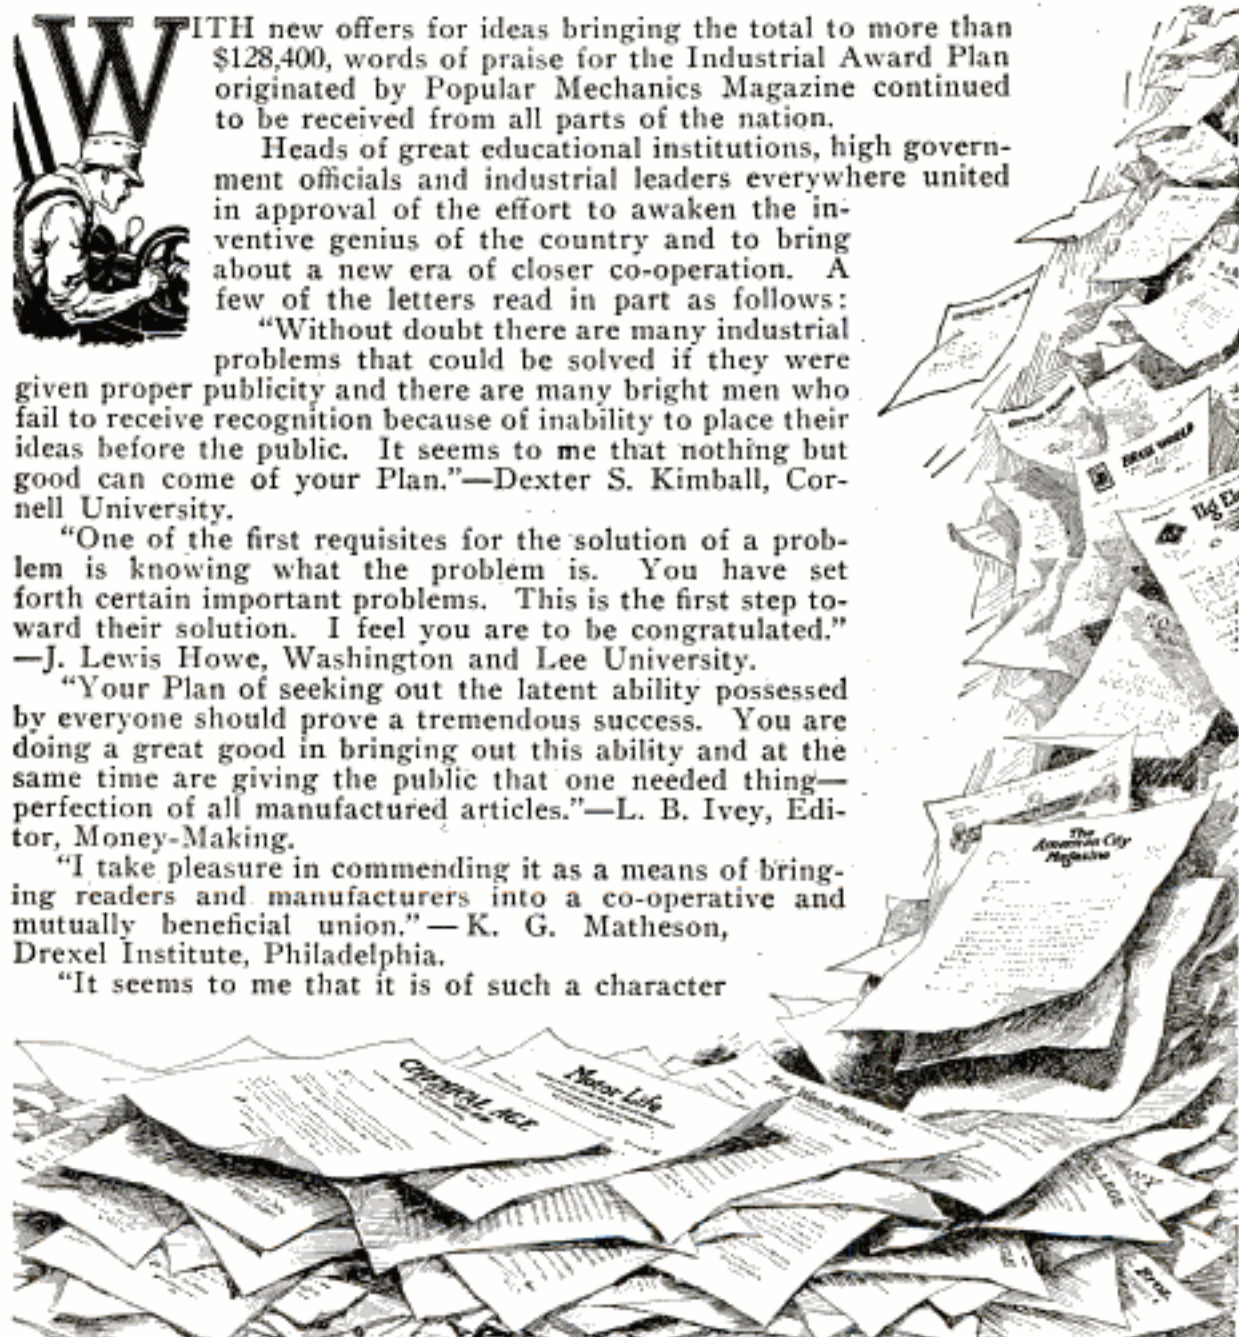 WITH new offers for ideas bringing the total to more than
$128,400, words of praise for the Industrial Award Plan
originated by Popular Mechanics Magazine continued
to be received from all parts of the nation.
Heads of great educational institutions, high govern-
ment officials and industrial leaders everywhere united
in approval of the effort to awaken the in-
ventive genius of the country and to bring
about a new era of closer co-operation. A
few of the letters read in part as follows:
“Without doubt there are many industrial
problems that could be solved if they were
given proper publicity and there are many bright men who
fail to receive recognition because of inability to place their
ideas before the public. It seems to me that nothing but
good can come of your Plan.”—Dexter S. Kimball, Cor-
nell University.
“One of the first requisites for the solution of a prob-
lem is knowing what the problem is. You have set
forth certain important problems. This is the first step to-
ward their solution. I feel you are to be congratulated.”
—J. Lewis Howe, Washington and Lee University.
“Your Plan of seeking out the latent ability possessed
by everyone should prove a tremendous success. You are
doing a great good in bringing out this ability and at the
same time are giving the public that one needed thing—
perfection of all manufactured articles.”—L. B. Ivey, Edi-
tor, Money-Making.
“I take pleasure in commending it as a means of bring-
ing readers and manufacturers into a co-operative and
mutually beneficial union.”—K. G. Matheson,
Drexel Institute, Philadelphia.
“It seems to me that it is of such a character
BRASS WORLD
The
American City
Magazine
CHEMICAL AGE
Motor Life